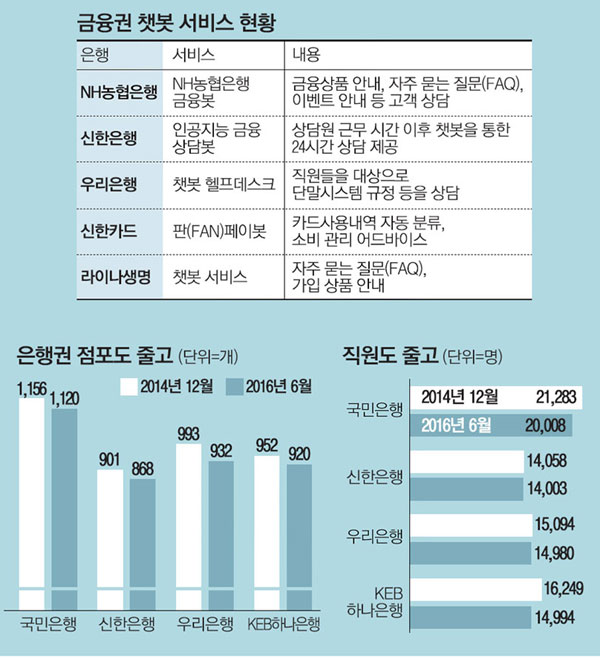 금융권 챗봇 서비스 현황
은행 서비스 내용
NH농협은행 NH농협은행 금융상품 안내, 자주 묻는 질문(FAQ),
금융봇 이벤트 안내 등 고객 상담
신한은행 인공지능 금융 상담원 근무 시간 이후 챗봇을 통한
상담봇 24시간 상담 제공
우리은행 챗봇 헬프데스크 직원들을 대상으로
단말시스템 규정 등을 상담
신한카드 판(FAN)페이봇 카드사용내역 자동 분류,
소비 관리 어드바이스
라이나생명 챗봇 서비스 자주 묻는 질문(FAQ),
가입 상품 안내
은행권 점포도 줄고 (단위=개)
2014년 12월 2016년 6월
1,156 1,120
901 868
993 932
952 920
국민은행 신한은행 우리은행 KEB하나은행
직원도 줄고 (단위=명)
국민은행
2014년 12월 21,283
2016년 6월 20,008
신한은행
14,058
14,003
우리은행
15,094
14,980
KEB
하나은행
16,249
14,994